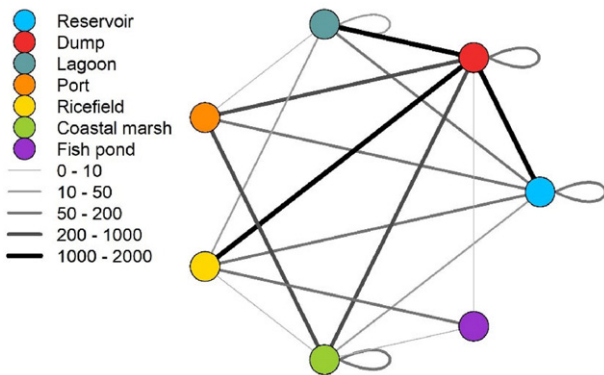 Reservoir
Dump
Lagoon
Port
Ricefield
Coastal marsh
Fish pond
0 - 10
10 - 50
50 - 200
200 - 1000
1000 - 2000